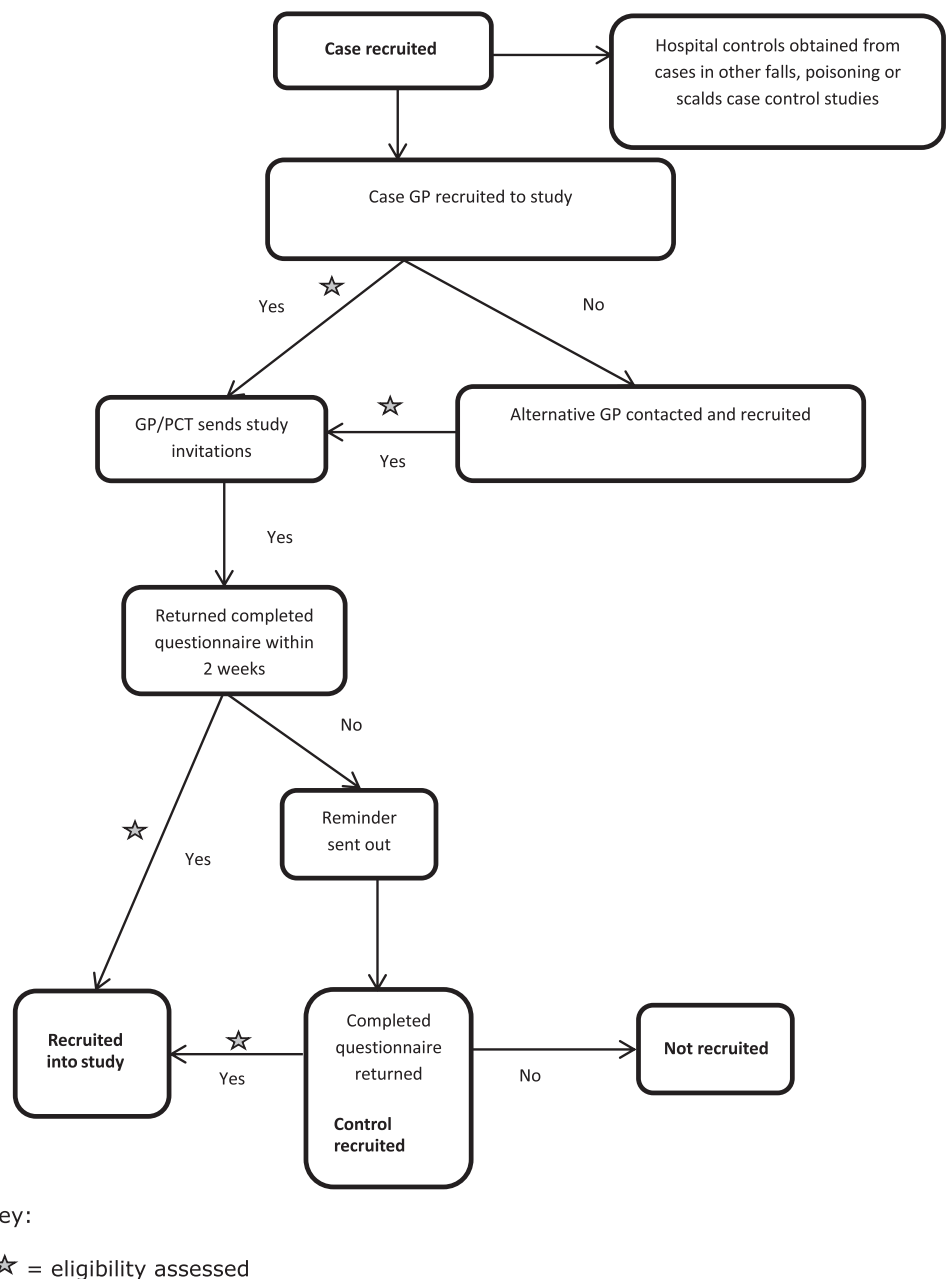 Case recruited
Hospital controls obtained from
cases in other falls, poisoning or
scalds case control studies
Case GP recruited to study
Yes
No
GP/PCT sends study
invitations
Alternative GP contacted and recruited
Yes
Yes
Returned completed
questionnaire within
2 weeks
No
Reminder
sent out
Yes
Recruited
into study
Yes
Completed
questionnaire
returned
Control
recruited
No
Not recruited
ey:
= eligibility assessed